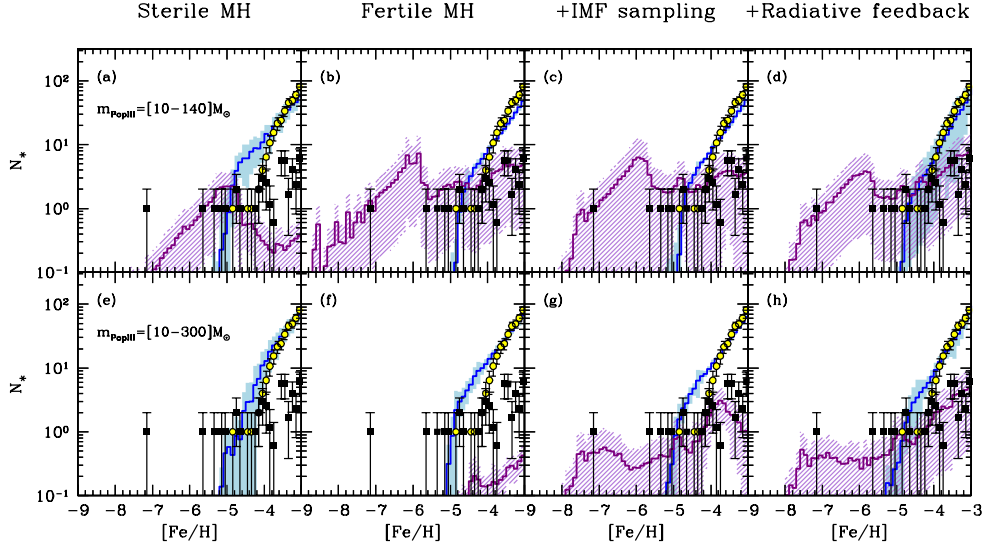 Sterile MH Fertile MH +IMF sampling +Radiative feedback
(a) (b) (c) (d)
m_PopIII=[10−140]M_⊙
N_*
10² 10¹ 10⁰ 10⁻¹
(e) (f) (g) (h)
m_PopIII=[10−300]M_⊙
N_*
10² 10¹ 10⁰ 10⁻¹
−9 −8 −7 −6 −5 −4 −9 −8 −7 −6 −5 −4 −9 −8 −7 −6 −5 −4 −9 −8 −7 −6 −5 −4 −3
[Fe/H] [Fe/H] [Fe/H] [Fe/H]